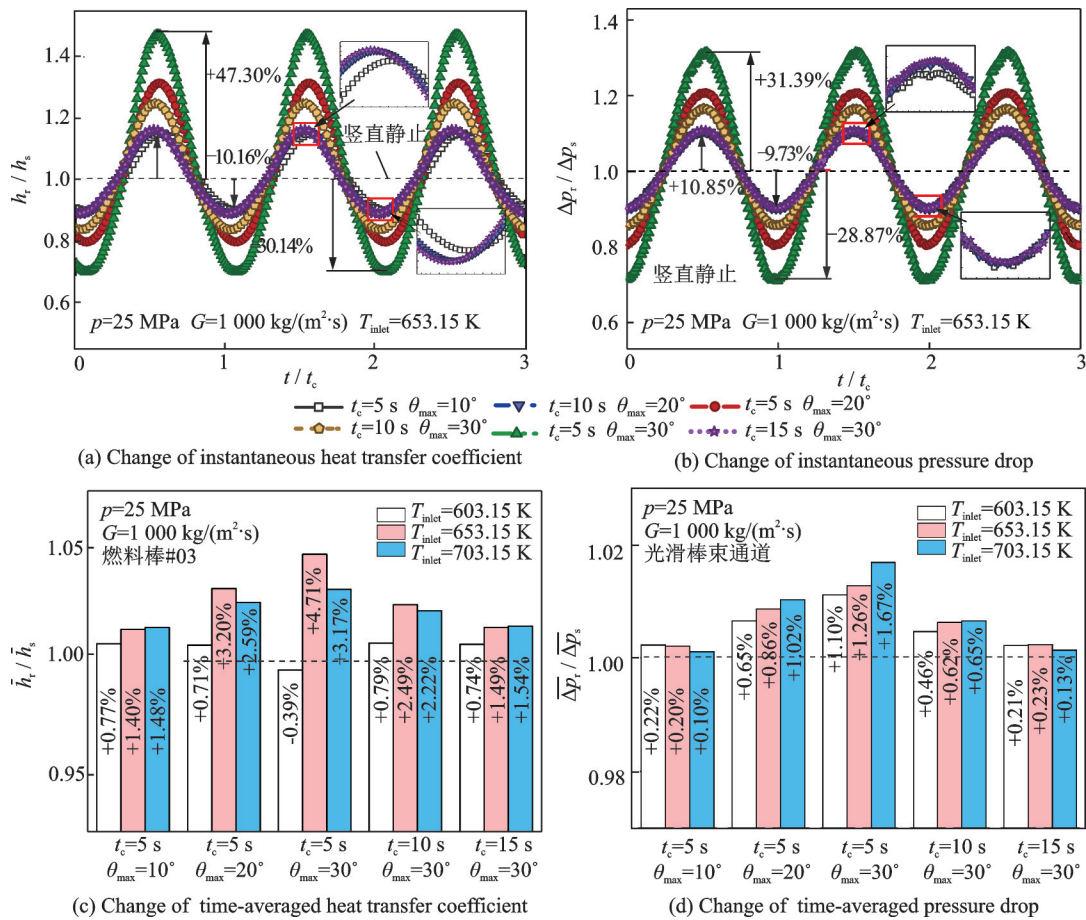 1.4
1.2
1.0
0.8
0.6
h_r / h_s
+47.30%
−10.16%
−30.14%
竖直静止
p=25 MPa G=1 000 kg/(m²·s) T_inlet=653.15 K
0 1 2 3
t / t_c
1.4
1.2
1.0
0.8
0.6
Δp_r / Δp_s
+31.39%
−9.73%
+10.85%
−28.87%
竖直静止
p=25 MPa G=1 000 kg/(m²·s) T_inlet=653.15 K
0 1 2 3
t / t_c
t_c=5 s θ_max=10° t_c=10 s θ_max=20° t_c=5 s θ_max=20°
t_c=10 s θ_max=30° t_c=5 s θ_max=30° t_c=15 s θ_max=30°
(a) Change of instantaneous heat transfer coefficient
(b) Change of instantaneous pressure drop
p=25 MPa
G=1 000 kg/(m²·s)
燃料棒#03
T_inlet=603.15 K
T_inlet=653.15 K
T_inlet=703.15 K
1.05
1.00
0.95
h̄_r / h̄_s
+0.77%
+1.40%
+1.48%
+0.71%
+3.20%
+2.59%
-0.39%
+4.71%
+3.17%
+0.79%
+2.49%
+2.22%
+0.74%
+1.49%
+1.54%
t_c=5 s t_c=5 s t_c=5 s t_c=10 s t_c=15 s
θ_max=10° θ_max=20° θ_max=30° θ_max=30° θ_max=30°
(c) Change of time-averaged heat transfer coefficient
p=25 MPa
G=1 000 kg/(m²·s)
光滑棒束通道
T_inlet=603.15 K
T_inlet=653.15 K
T_inlet=703.15 K
1.02
1.00
0.98
Δp_r / Δp_s
+0.22%
+0.20%
+0.10%
+0.65%
+0.86%
+1.02%
+1.10%
+1.26%
+1.67%
+0.46%
+0.62%
+0.65%
+0.21%
+0.23%
+0.13%
t_c=5 s t_c=5 s t_c=5 s t_c=10 s t_c=15 s
θ_max=10° θ_max=20° θ_max=30° θ_max=30° θ_max=30°
(d) Change of time-averaged pressure drop